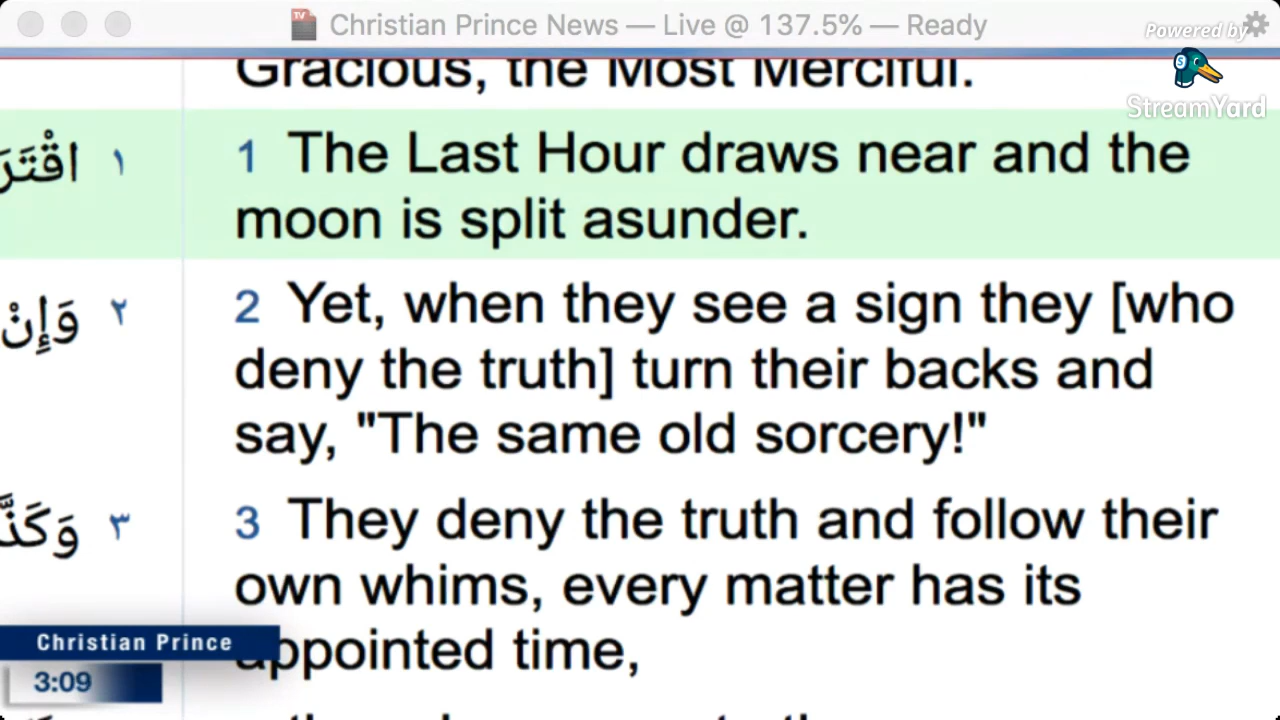 Christian Prince News — Live @ 137.5% — Ready
Powered by
StreamYard
Gracious, the Most Merciful.
١ اقْتَرَ
1 The Last Hour draws near and the
moon is split asunder.
٢ وَإِنْ
2 Yet, when they see a sign they [who
deny the truth] turn their backs and
say, "The same old sorcery!"
٣ وَكَذَّ
3 They deny the truth and follow their
own whims, every matter has its
appointed time,
Christian Prince
3:09